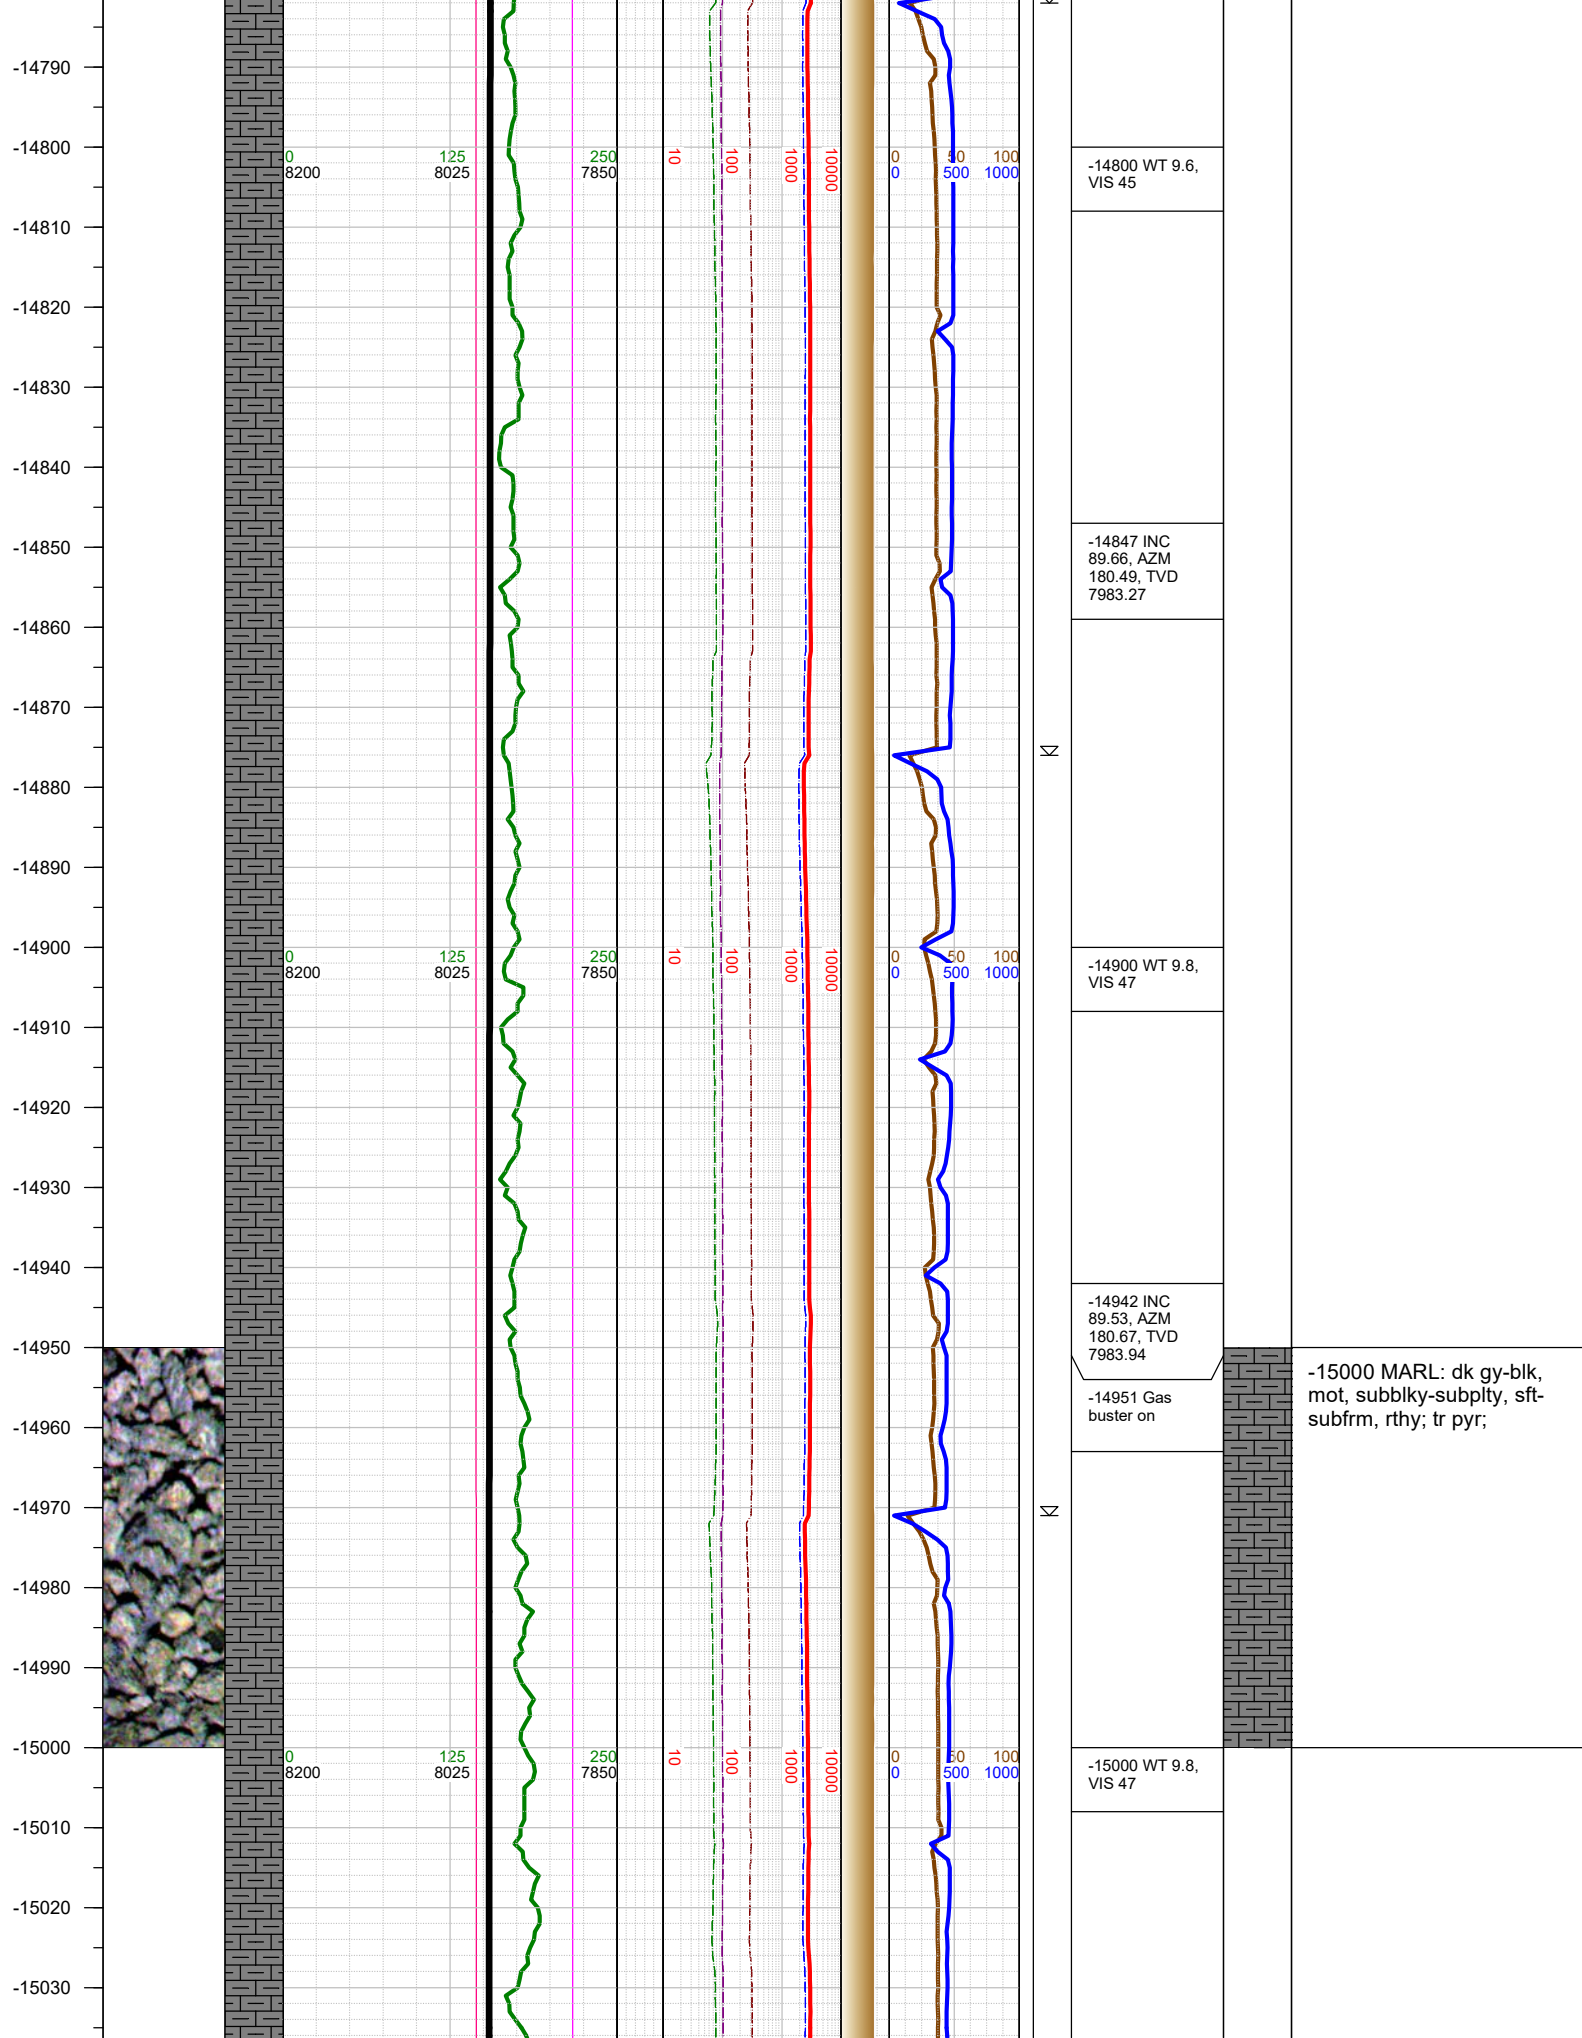 -14790
-14800
0 125 250 10 100 1000 10000 0 50 100
8200 8025 7850 0 500 1000
-14800 WT 9.6,
VIS 45
-14810
-14820
-14830
-14840
-14850
-14847 INC
89.66, AZM
180.49, TVD
7983.27
-14860
-14870
-14880
-14890
-14900
0 125 250 10 100 1000 10000 0 50 100
8200 8025 7850 0 500 1000
-14900 WT 9.8,
VIS 47
-14910
-14920
-14930
-14940
-14942 INC
89.53, AZM
180.67, TVD
7983.94
-14950
-14951 Gas
buster on
-15000 MARL: dk gy-blk,
mot, subblky-subplty, sft-
subfrm, rthy; tr pyr;
-14960
-14970
-14980
-14990
-15000
0 125 250 10 100 1000 10000 0 50 100
8200 8025 7850 0 500 1000
-15000 WT 9.8,
VIS 47
-15010
-15020
-15030